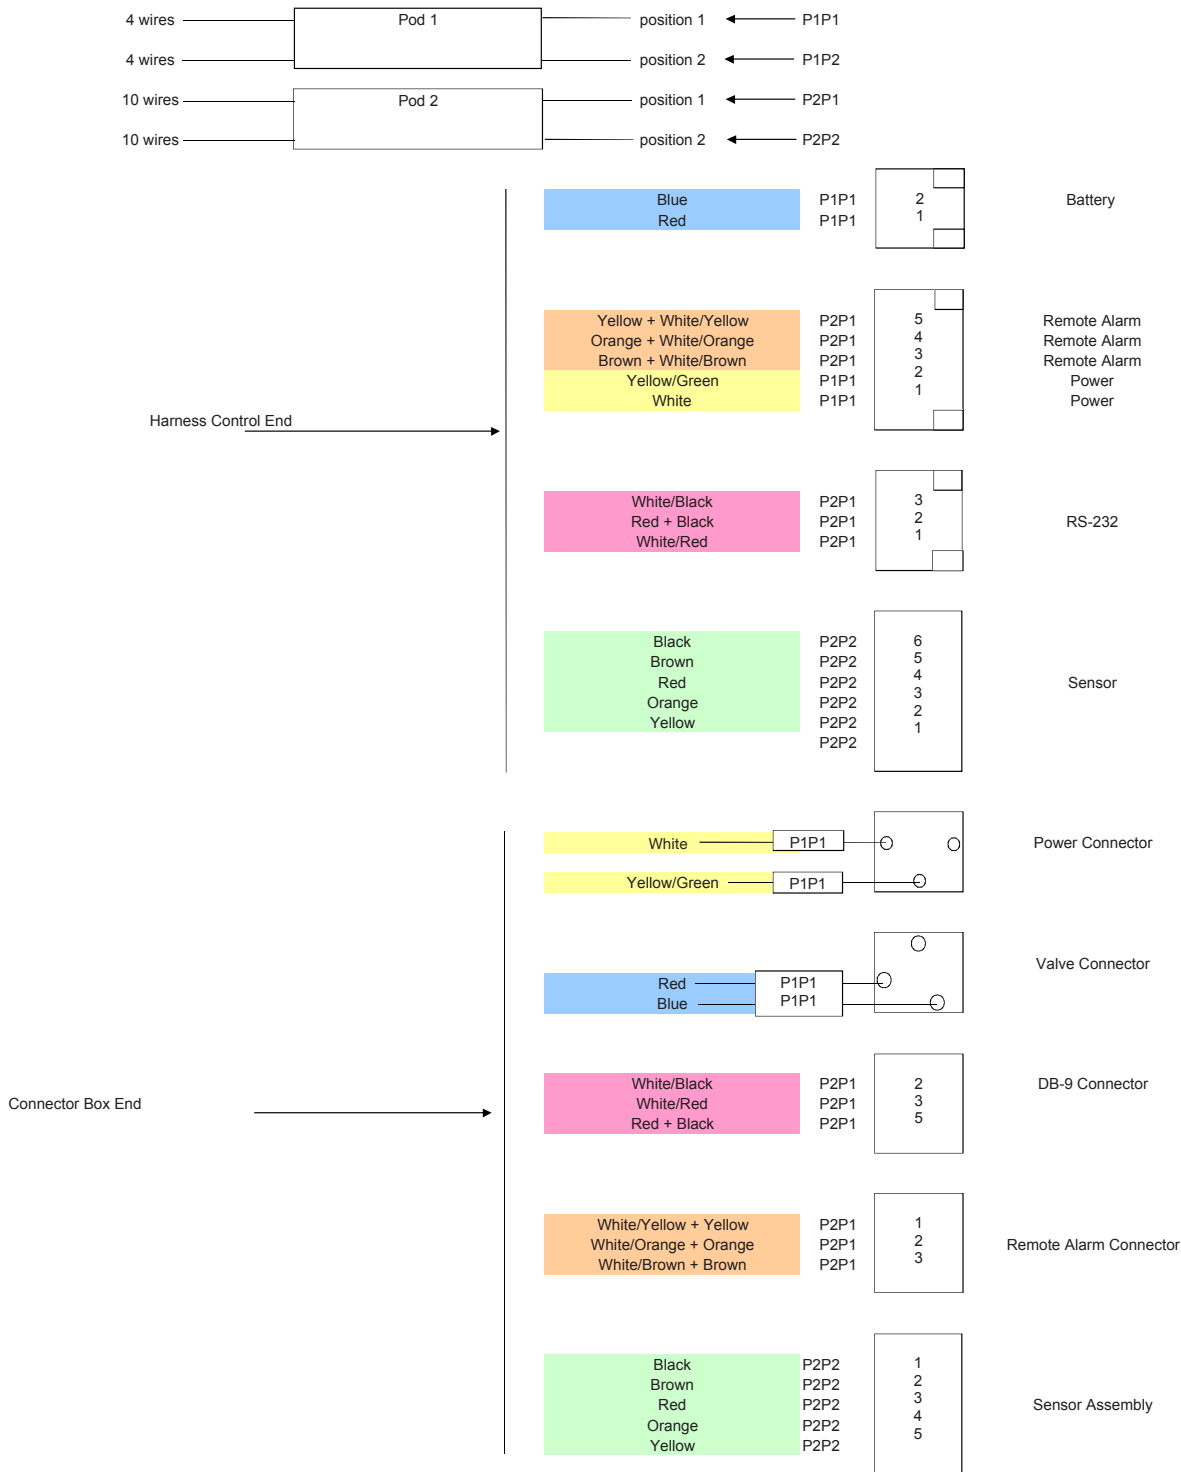 4 wires Pod 1 position 1 P1P1
4 wires position 2 P1P2
10 wires Pod 2 position 1 P2P1
10 wires position 2 P2P2
Blue P1P1 2 Battery
Red P1P1 1
Yellow + White/Yellow P2P1 5 Remote Alarm
Orange + White/Orange P2P1 4 Remote Alarm
Brown + White/Brown P2P1 3 Remote Alarm
Yellow/Green P1P1 2 Power
White P1P1 1 Power
Harness Control End
White/Black P2P1 3
Red + Black P2P1 2 RS-232
White/Red P2P1 1
Black P2P2 6
Brown P2P2 5
Red P2P2 4 Sensor
Orange P2P2 3
Yellow P2P2 2
P2P2 1
White P1P1 Power Connector
Yellow/Green P1P1
Valve Connector
Red P1P1
Blue P1P1
White/Black P2P1 2 DB-9 Connector
White/Red P2P1 3
Connector Box End
Red + Black P2P1 5
White/Yellow + Yellow P2P1 1
White/Orange + Orange P2P1 2 Remote Alarm Connector
White/Brown + Brown P2P1 3
Black P2P2 1
Brown P2P2 2
Red P2P2 3 Sensor Assembly
Orange P2P2 4
Yellow P2P2 5